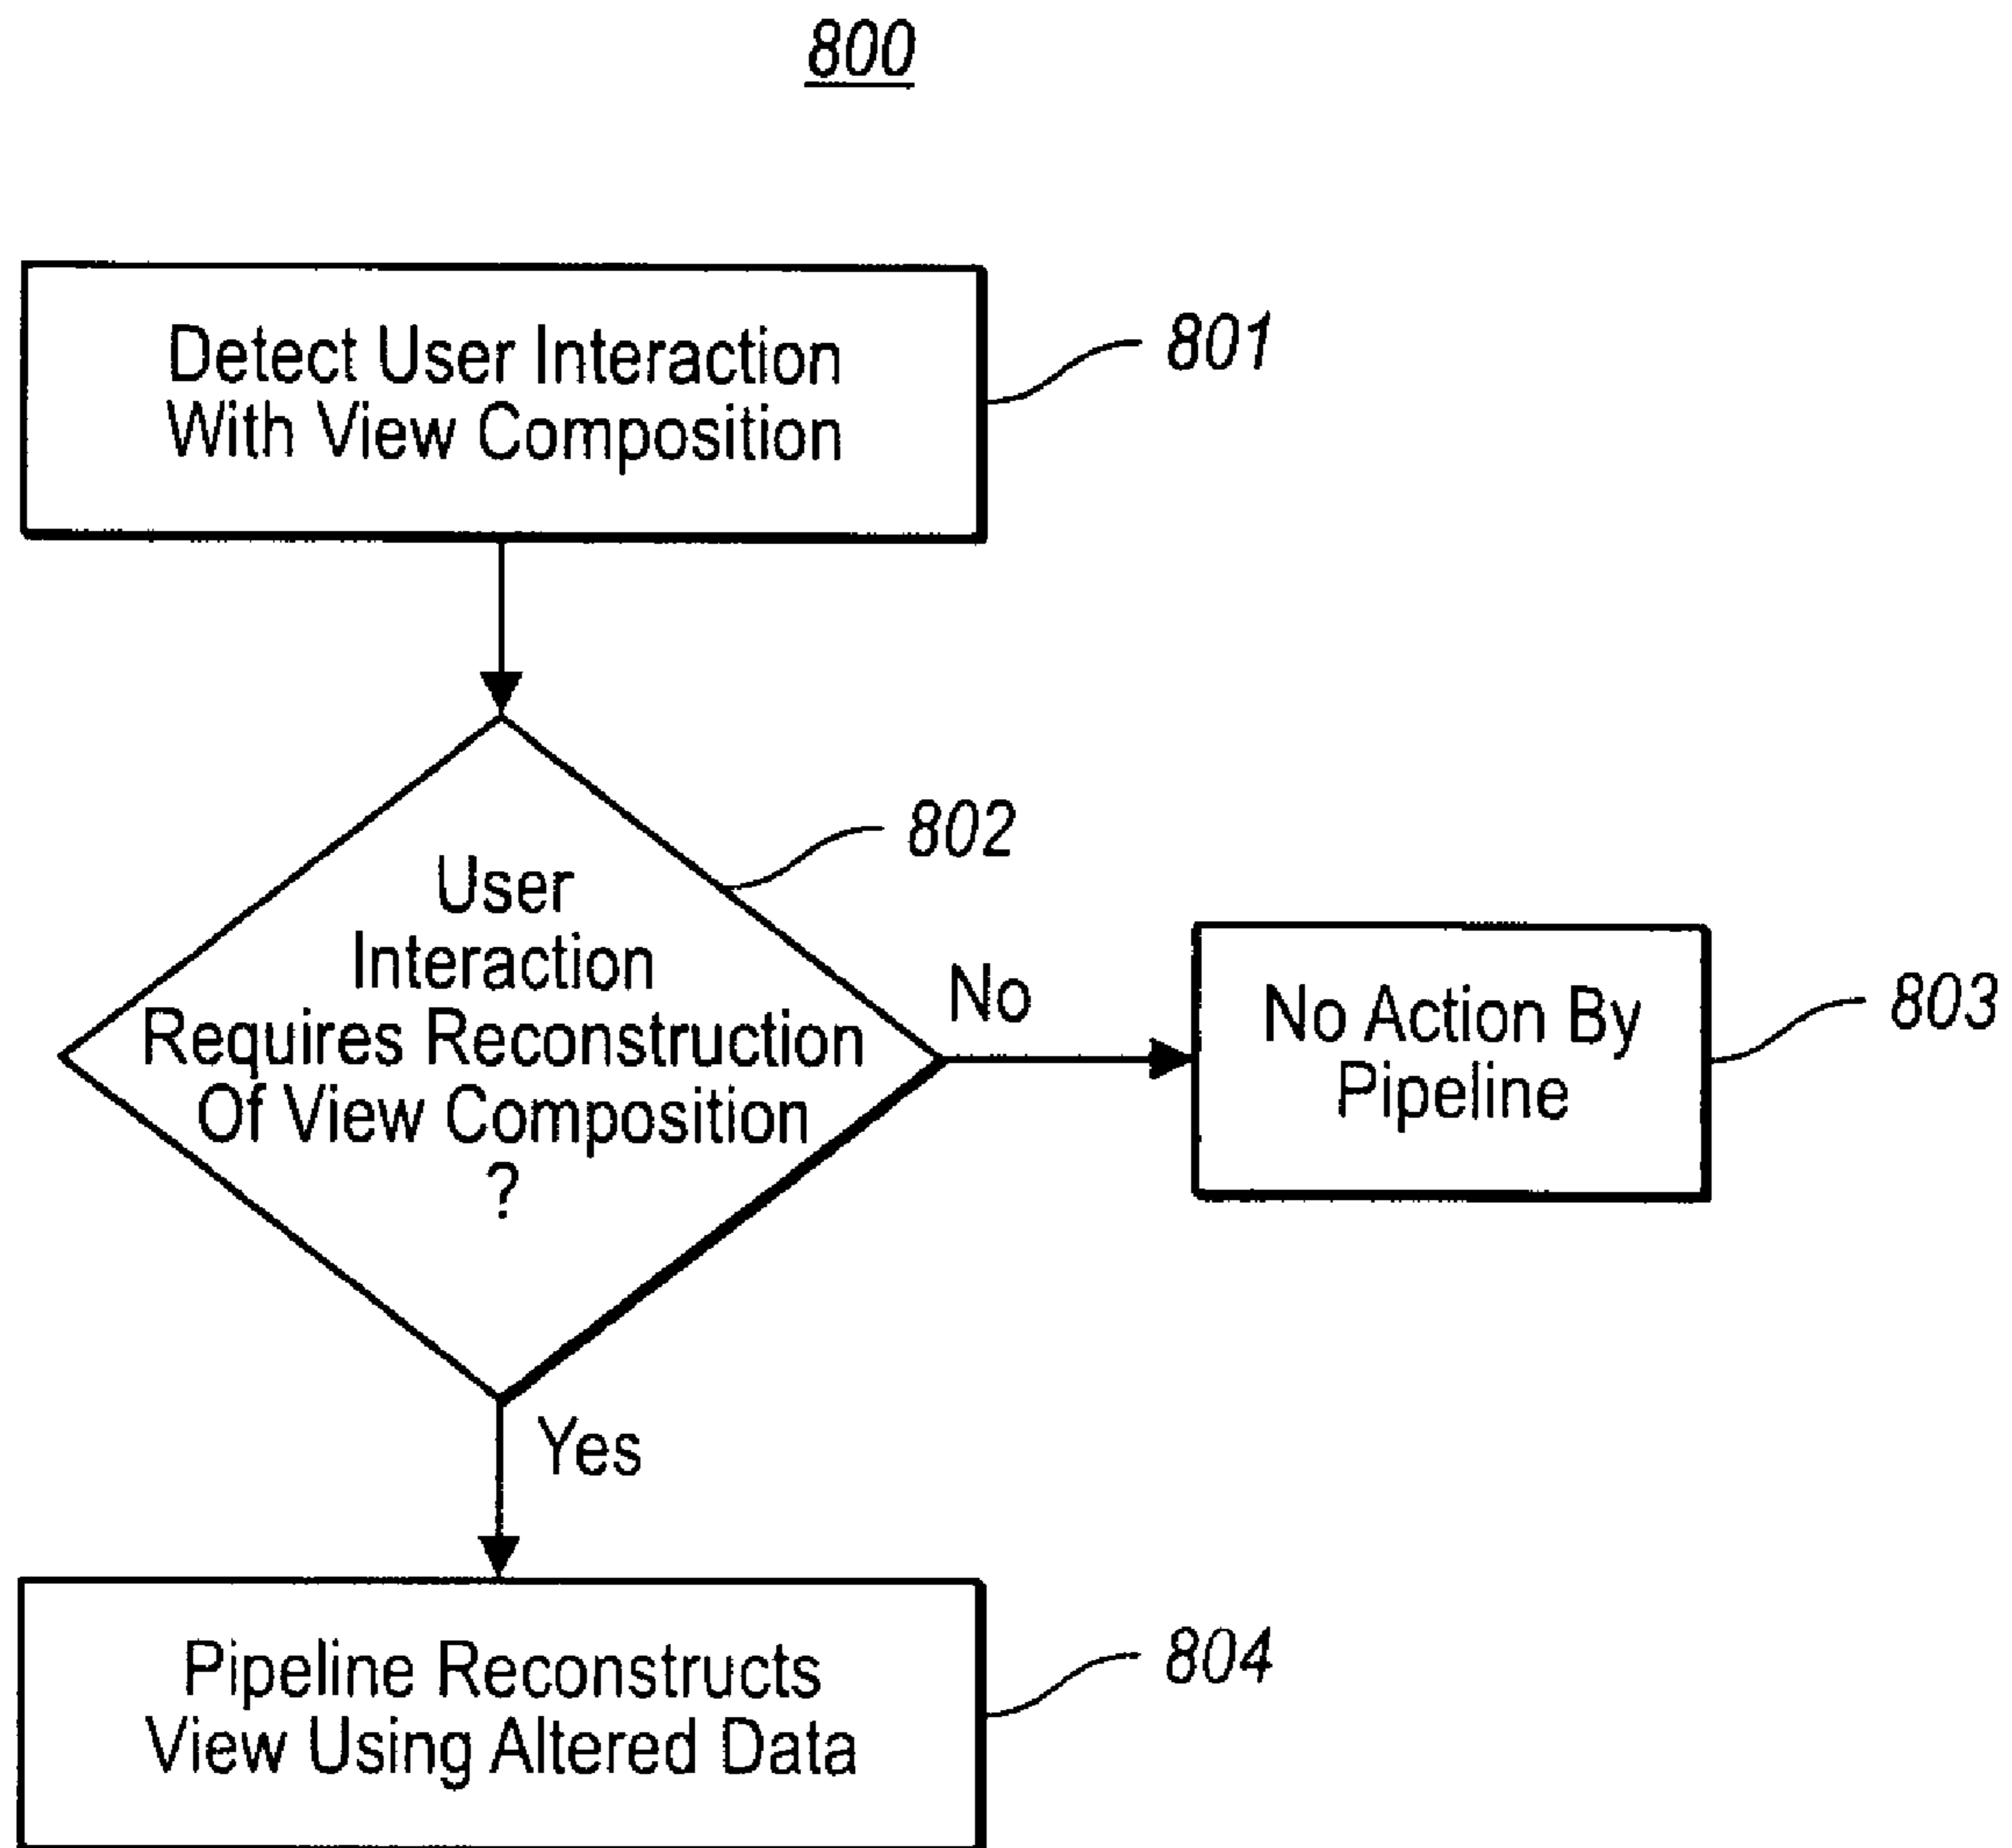 800
Detect User Interaction
With View Composition
801
User
Interaction
Requires Reconstruction
Of View Composition
?
802
No
No Action By
Pipeline
803
Yes
Pipeline Reconstructs
View Using Altered Data
804